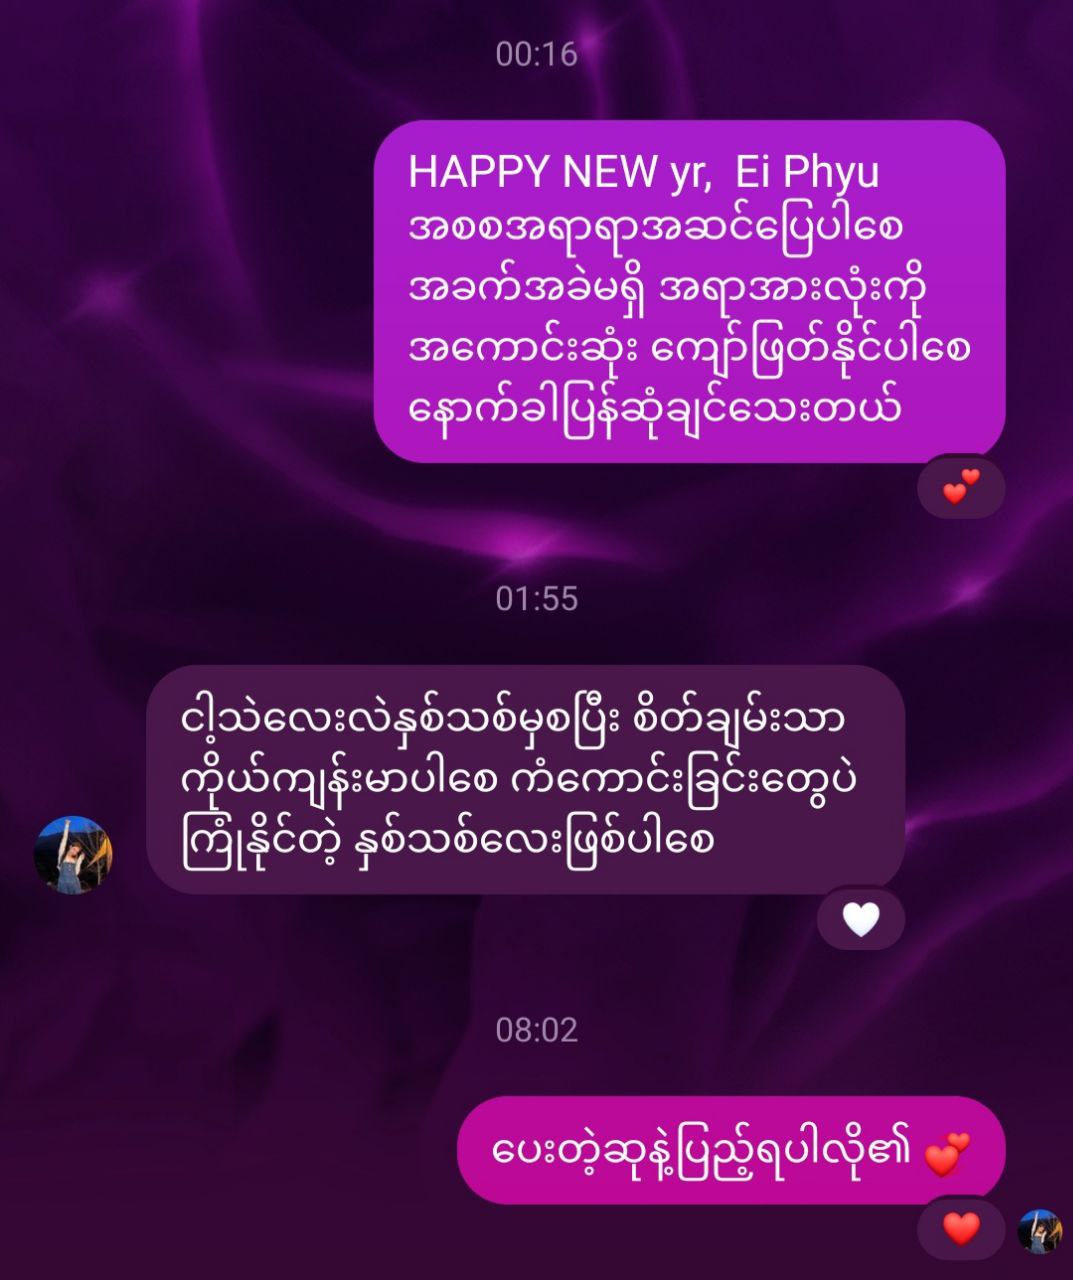 00:16
HAPPY NEW yr, Ei Phyu
အစစအရာရာအဆင်ပြေပါစေ
အခက်အခဲမရှိ အရာအားလုံးကို
အကောင်းဆုံး ကျော်ဖြတ်နိုင်ပါစေ
နောက်ခါပြန်ဆုံချင်သေးတယ်
💕
01:55
ငါ့သဲလေးလဲနှစ်သစ်မှစပြီး စိတ်ချမ်းသာ
ကိုယ်ကျန်းမာပါစေ ကံကောင်းခြင်းတွေပဲ
ကြုံနိုင်တဲ့ နှစ်သစ်လေးဖြစ်ပါစေ
🤍
08:02
ပေးတဲ့ဆုနဲ့ပြည့်ရပါလို၏ 💕
❤️